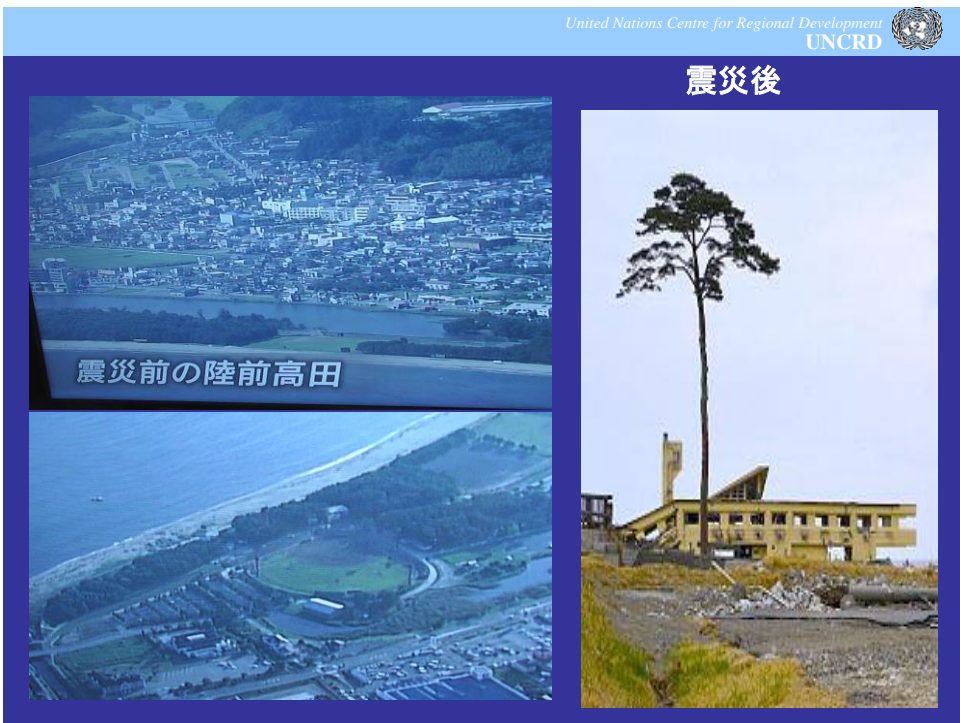 United Nations Centre for Regional Development
UNCRD
震災後
震災前の陸前高田